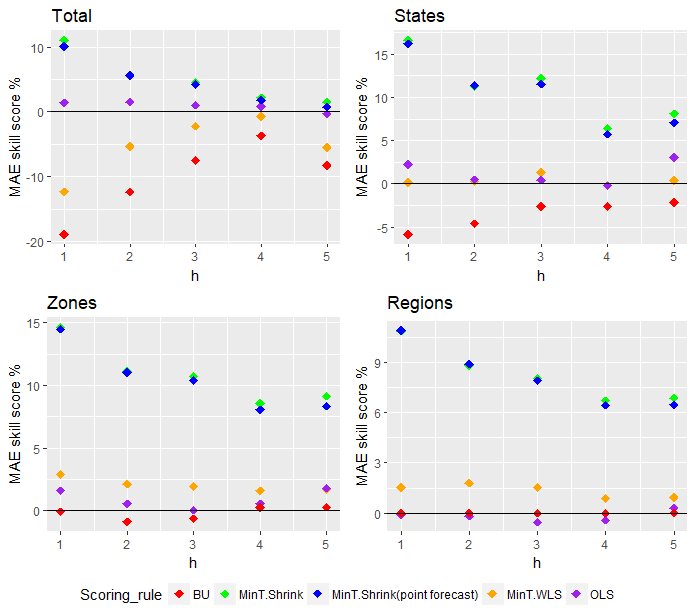 Total
MAE skill score %
10
0
-10
-20
1 2 3 4 5
h
States
MAE skill score %
15
10
5
0
-5
1 2 3 4 5
h
Zones
MAE skill score %
15
10
5
0
1 2 3 4 5
h
Regions
MAE skill score %
9
6
3
0
1 2 3 4 5
h
Scoring_rule BU MinT.Shrink MinT.Shrink(point forecast) MinT.WLS OLS